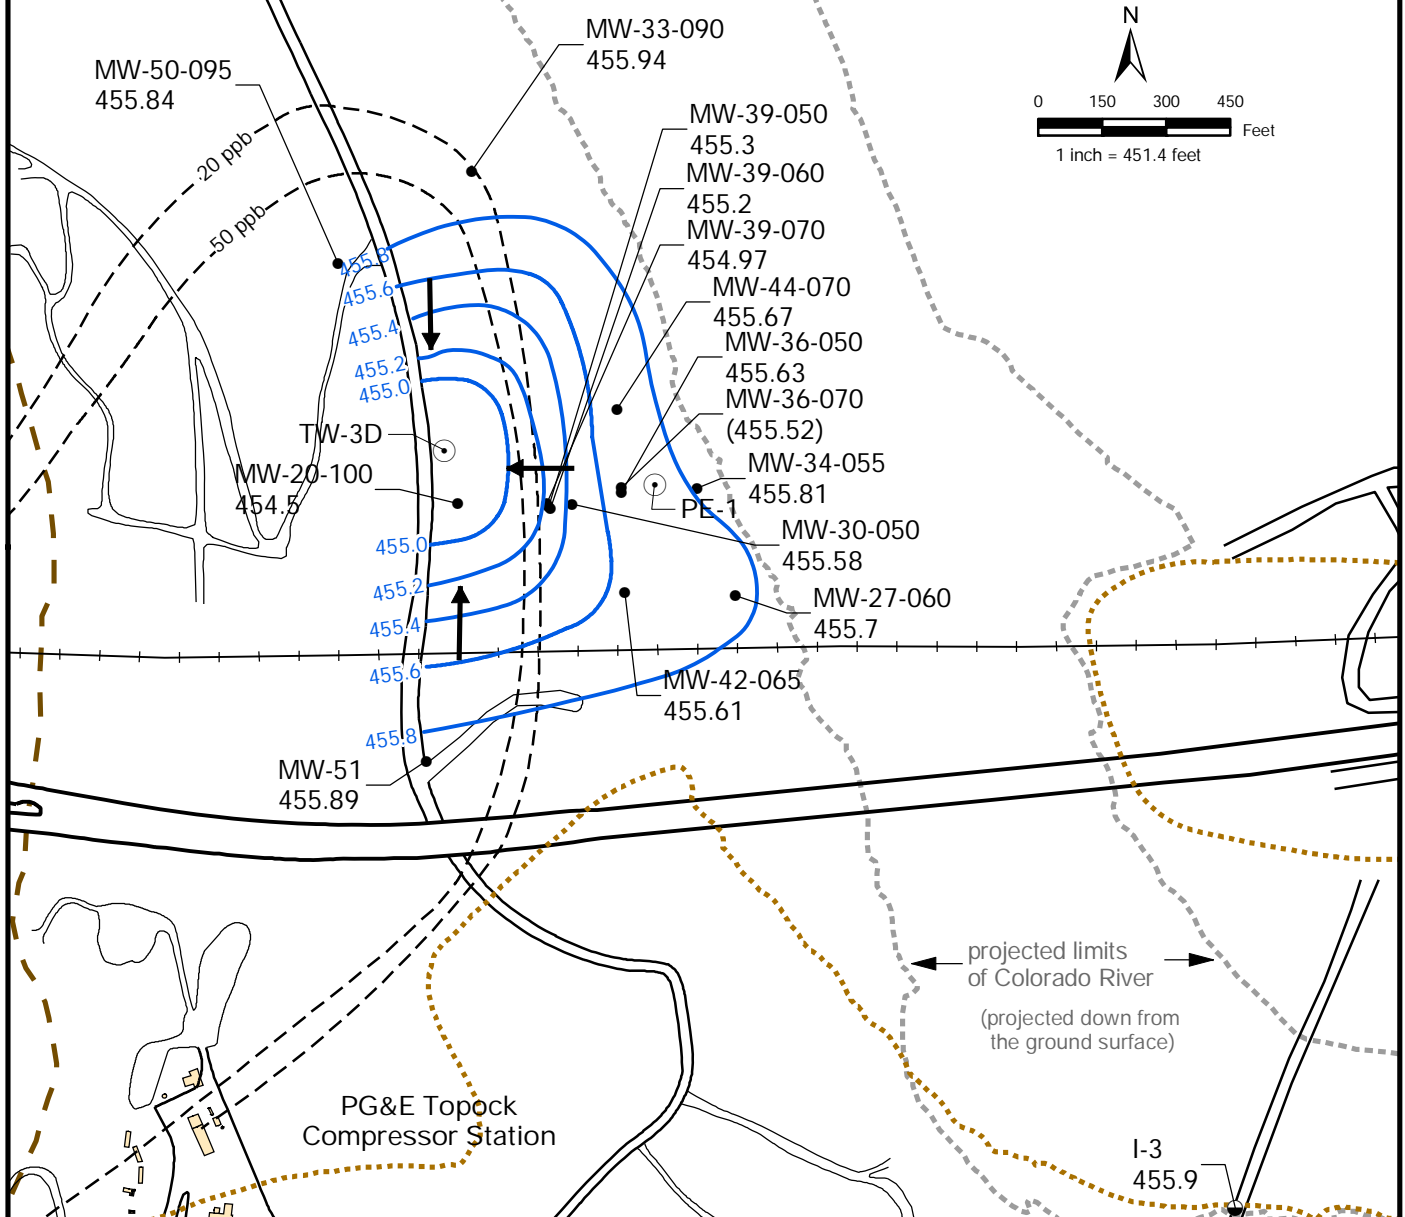 MW-33-090
455.94
N
MW-50-095
455.84
0 150 300 450
Feet
1 inch = 451.4 feet
MW-39-050
455.3
20 ppb
MW-39-060
455.2
50 ppb
MW-39-070
454.97
455.8
455.6
MW-44-070
455.67
455.4
MW-36-050
455.63
455.2
455.0
MW-36-070
(455.52)
TW-3D
MW-34-055
455.81
MW-20-100
454.5
PE-1
MW-30-050
455.58
455.0
455.2
MW-27-060
455.7
455.4
455.6
MW-42-065
455.61
455.8
MW-51
455.89
projected limits
of Colorado River
(projected down from
the ground surface)
PG&E Topock
Compressor Station
I-3
455.9